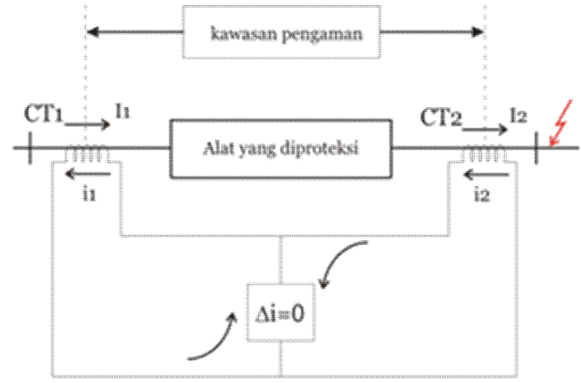 kawasan pengaman
CT1
I1
CT2
I2
Alat yang diproteksi
i1
i2
Δi=0